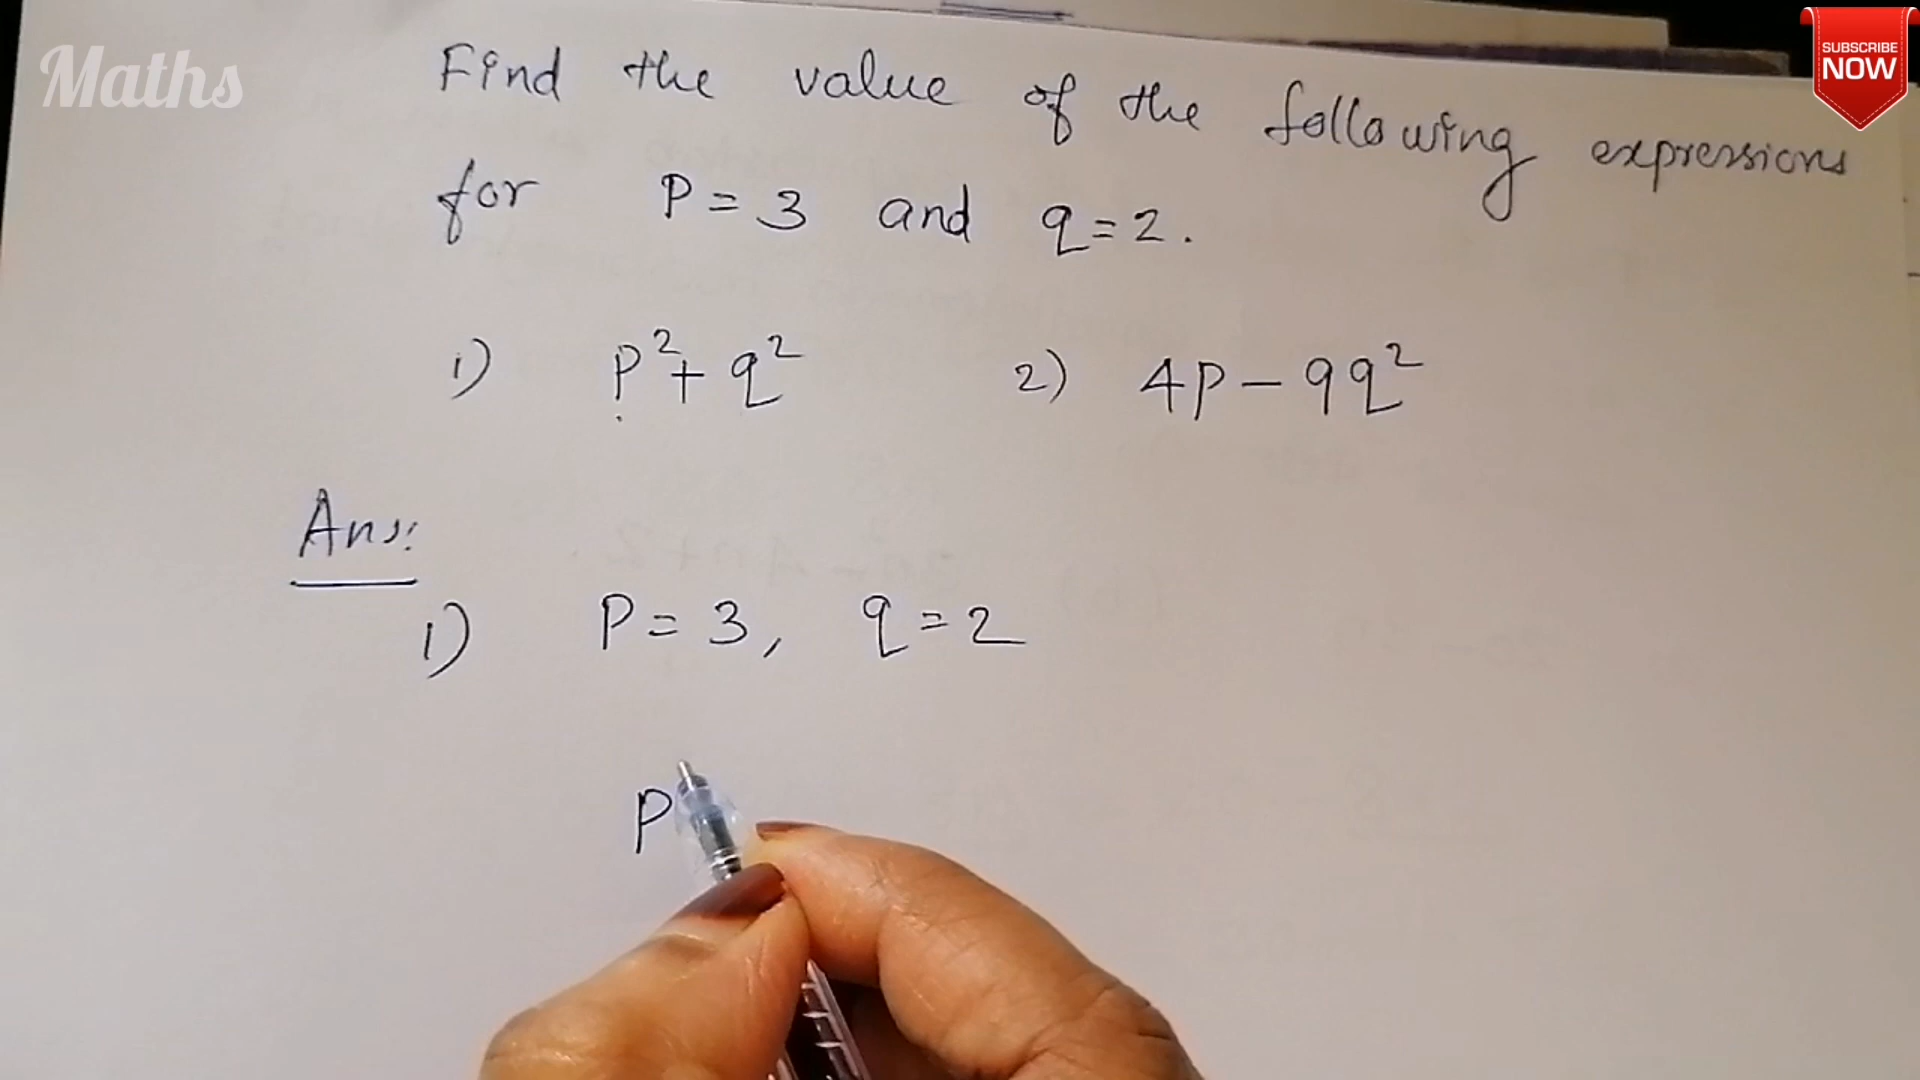 Maths
SUBSCRIBE
NOW
Find the value of the following expressions
for P = 3 and q = 2.
1) p² + q² 2) 4p - 9q²
Ans:
1) P = 3, q = 2
P